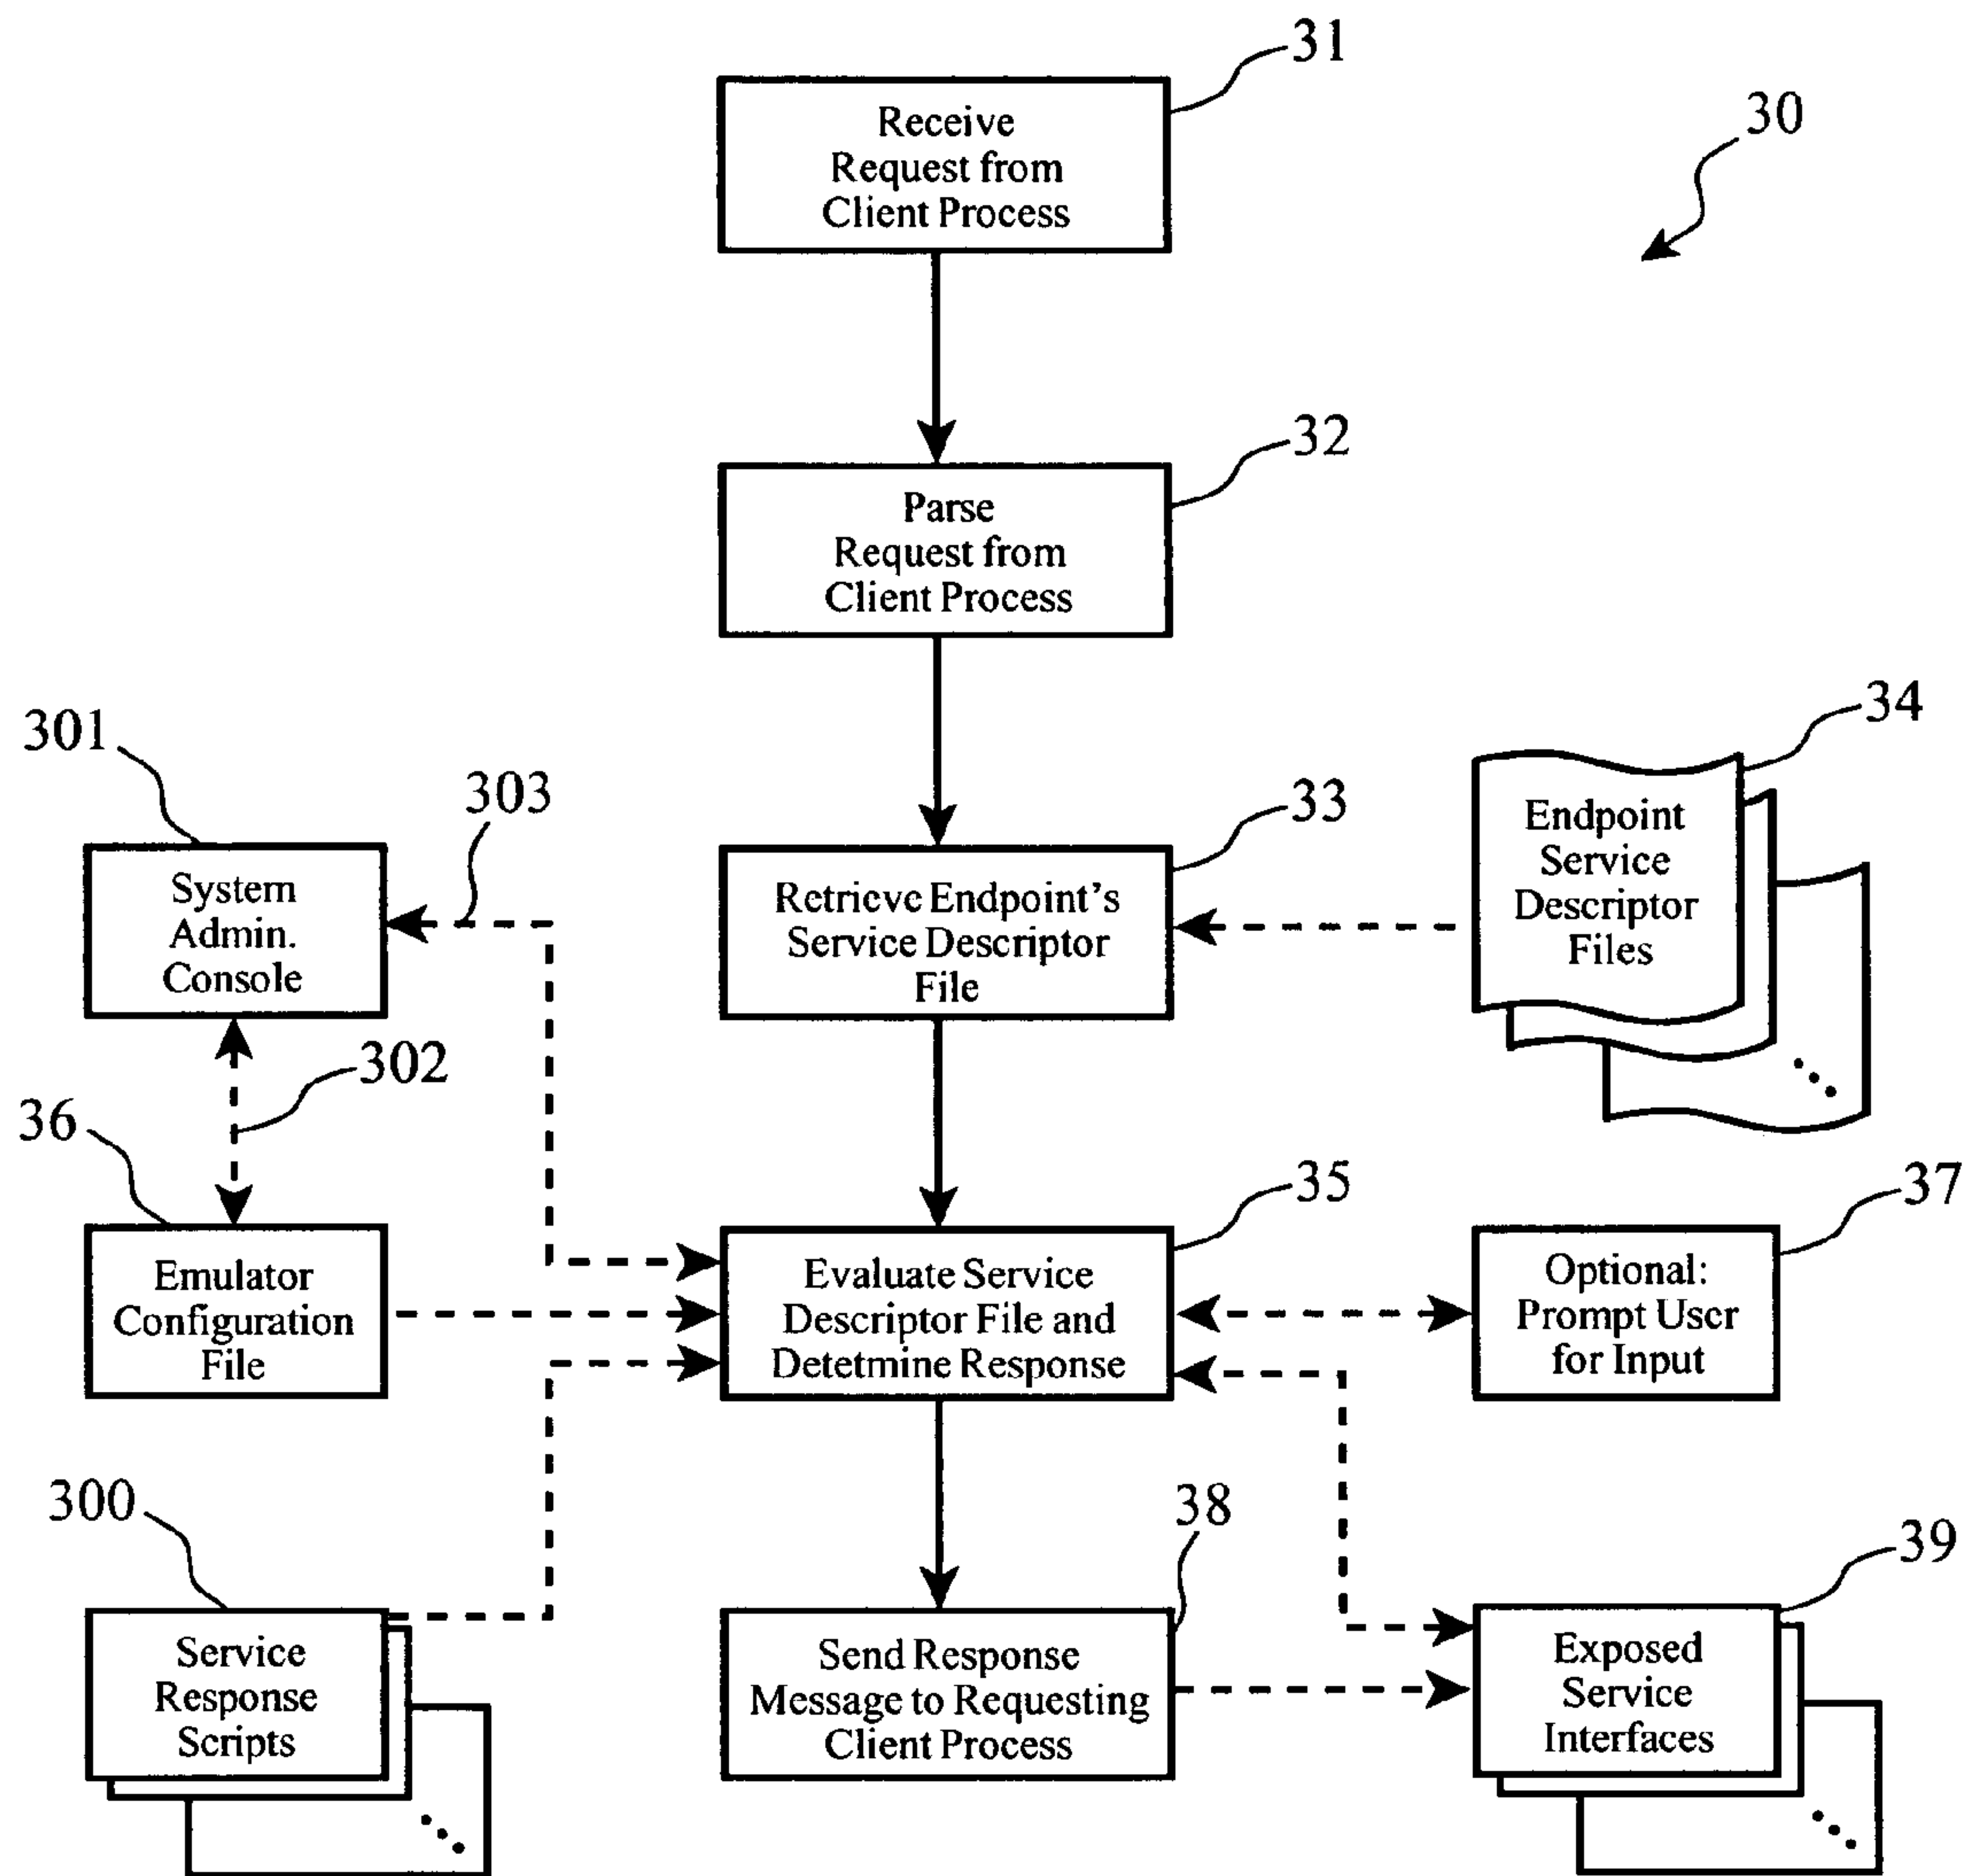 31
Receive
Request from
Client Process
30
32
Parse
Request from
Client Process
301
303
33
34
System
Admin.
Console
Retrieve Endpoint's
Service Descriptor
File
Endpoint
Service
Descriptor
Files
302
36
35
37
Emulator
Configuration
File
Evaluate Service
Descriptor File and
Detetmine Response
Optional:
Prompt User
for Input
300
38
39
Service
Response
Scripts
Send Response
Message to Requesting
Client Process
Exposed
Service
Interfaces